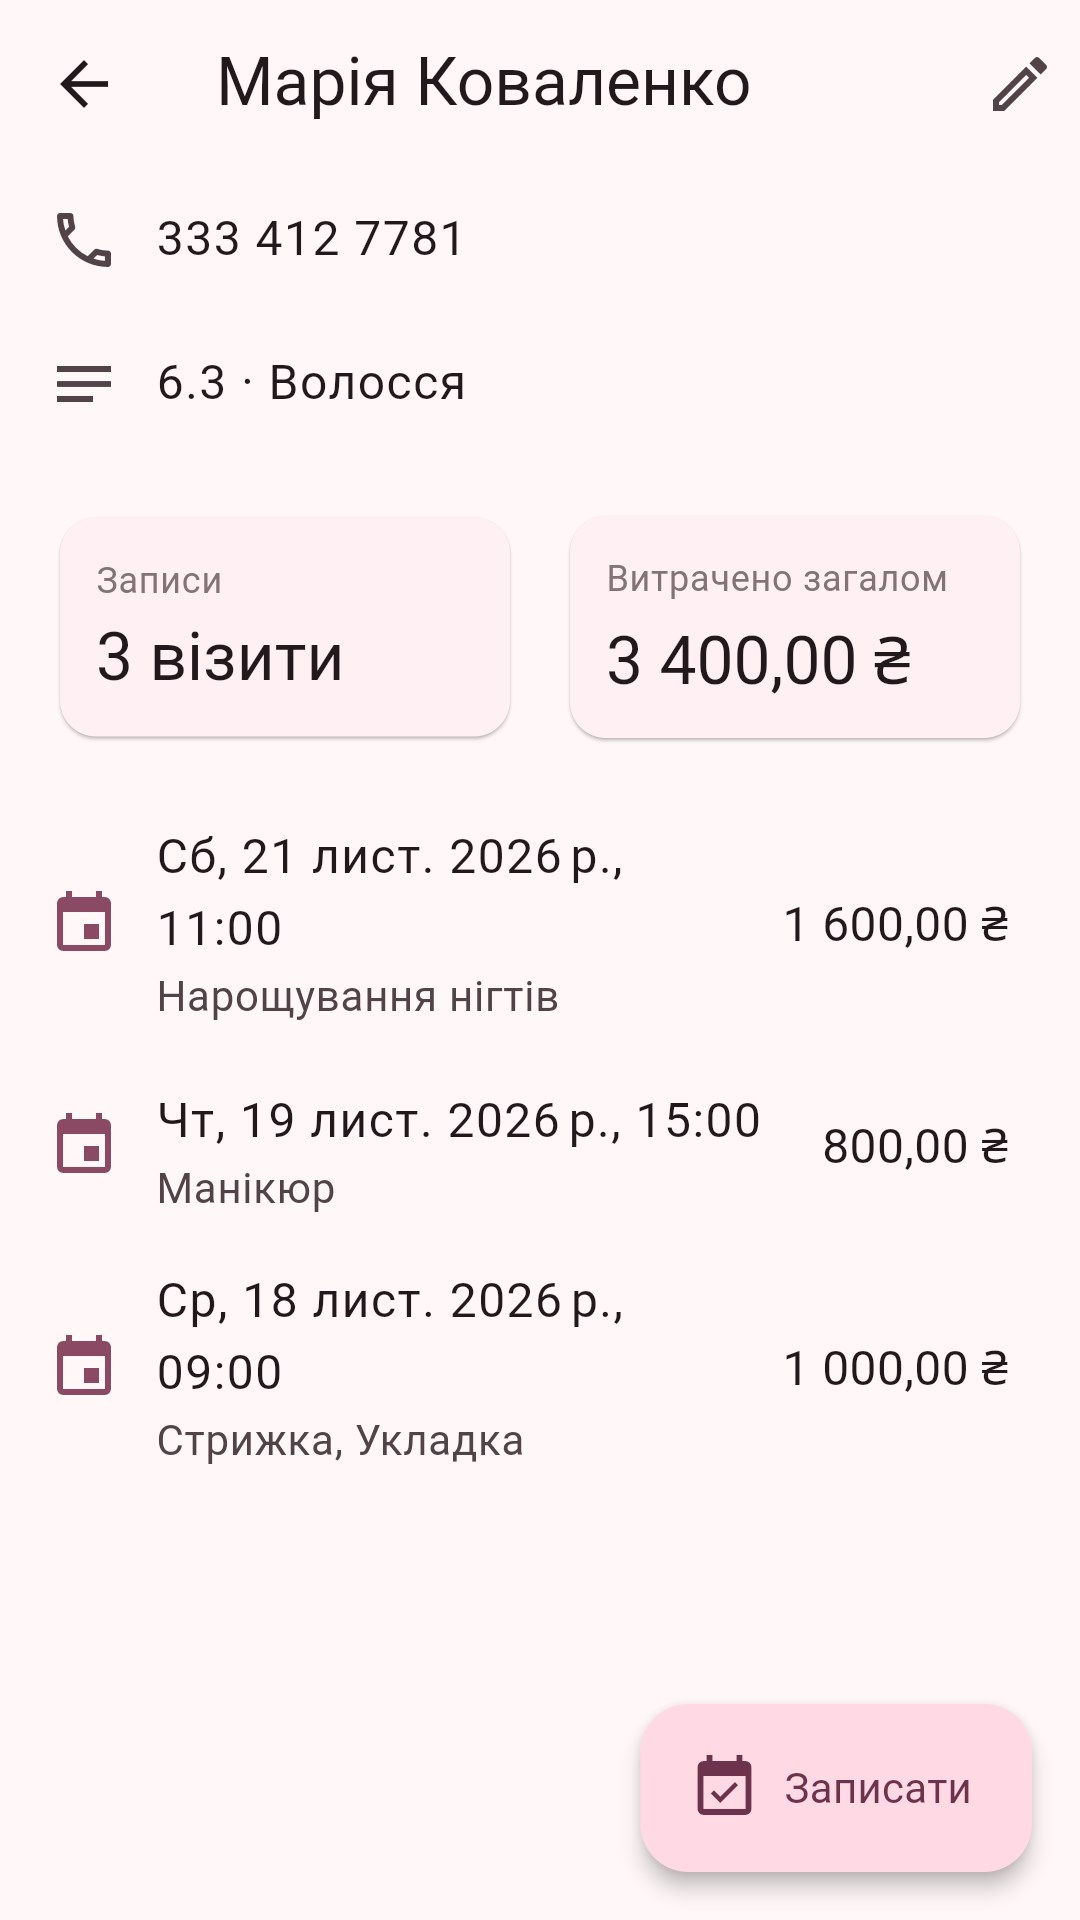 Марія Коваленко
333 412 7781
6.3 · Волосся
Записи
3 візити
Витрачено загалом
3 400,00 ₴
Сб, 21 лист. 2026 р.,
11:00
Нарощування нігтів
1 600,00 ₴
Чт, 19 лист. 2026 р., 15:00
Манікюр
800,00 ₴
Ср, 18 лист. 2026 р.,
09:00
Стрижка, Укладка
1 000,00 ₴
Записати